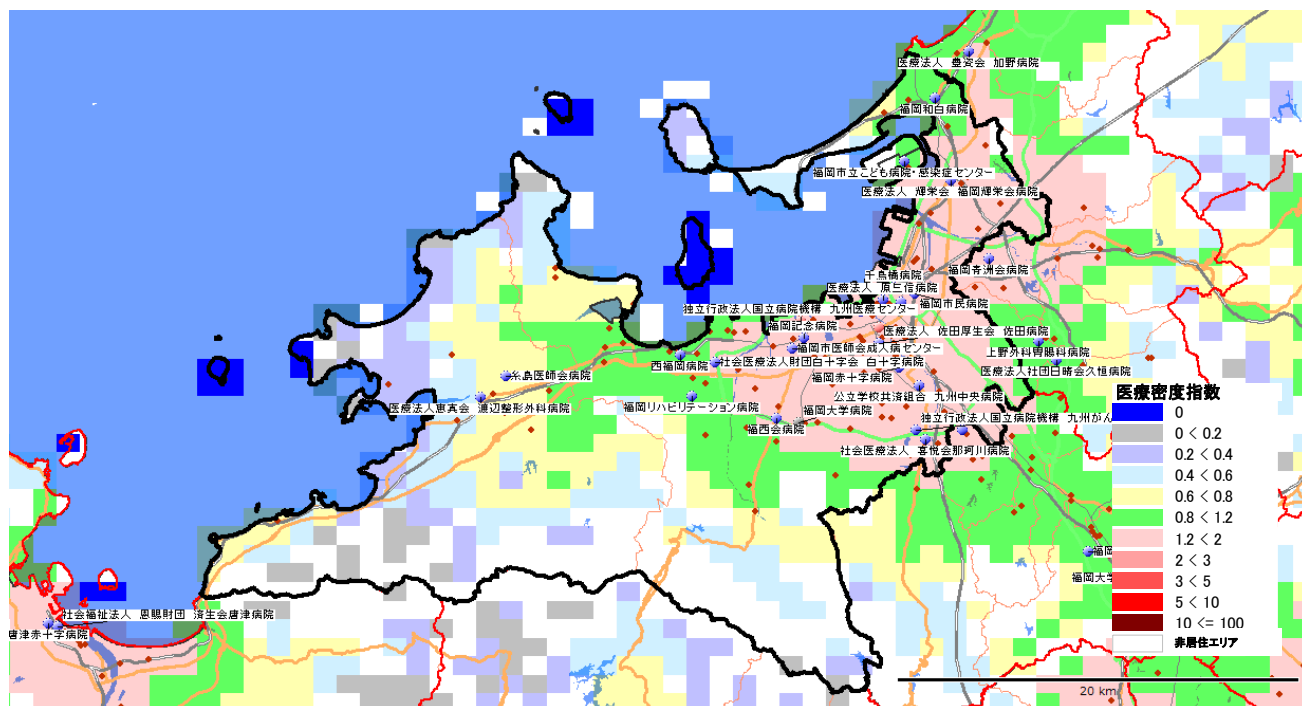 医療法人 豊資会 加野病院
福岡和白病院
福岡市立こども病院・感染症センター
医療法人 輝栄会 福岡輝栄会病院
福岡青洲会病院
千鳥橋病院
医療法人 原三信病院
福岡市民病院
独立行政法人国立病院機構 九州医療センター
福岡記念病院
医療法人 佐田厚生会 佐田病院
福岡市医師会成人病センター
上野外科胃腸科病院
西福岡病院
社会医療法人財団白十字会 白十字病院
医療法人社団日晴会久恒病院
糸島医師会病院
福岡赤十字病院
医療法人恵真会 渡辺整形外科病院
福岡リハビリテーション病院
公立学校共済組合 九州中央病院
福岡大学病院
独立行政法人国立病院機構 九州がん
福西会病院
社会医療法人 喜悦会那珂川病院
医療密度指数
0
0 < 0.2
0.2 < 0.4
0.4 < 0.6
0.6 < 0.8
0.8 < 1.2
1.2 < 2
2 < 3
3 < 5
5 < 10
10 <= 100
非居住エリア
福岡
福岡大学
社会福祉法人 恩賜財団 済生会唐津病院
唐津赤十字病院
20 km